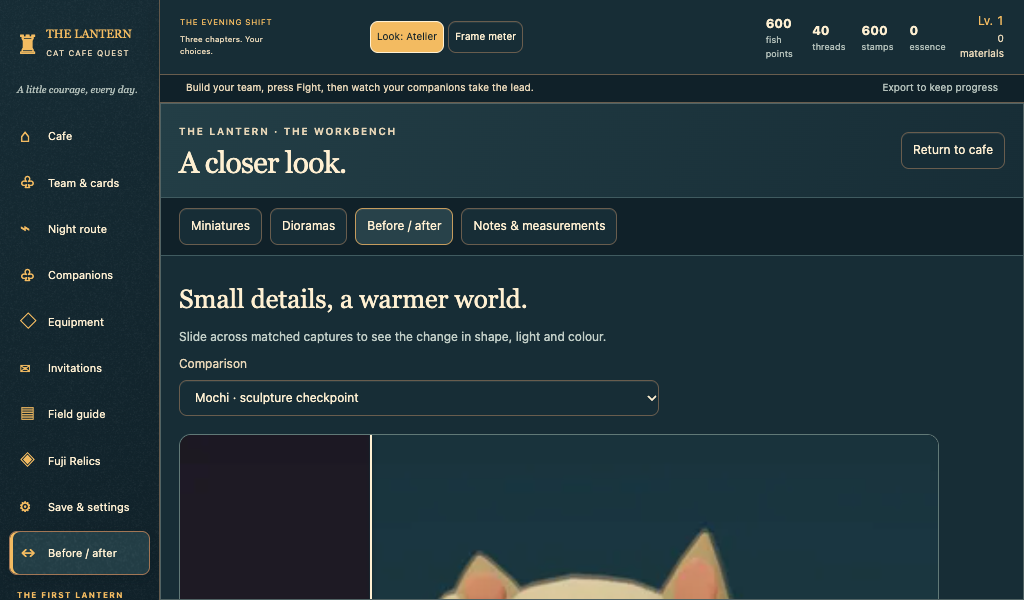 THE LANTERN
CAT CAFE QUEST
A little courage, every day.
Cafe
Team & cards
Night route
Companions
Equipment
Invitations
Field guide
Fuji Relics
Save & settings
Before / after
THE FIRST LANTERN
THE EVENING SHIFT
Three chapters. Your
choices.
Look: Atelier
Frame meter
600
fish
points
40
threads
600
stamps
0
essence
Lv. 1
0
materials
Build your team, press Fight, then watch your companions take the lead.
Export to keep progress
THE LANTERN · THE WORKBENCH
A closer look.
Return to cafe
Miniatures
Dioramas
Before / after
Notes & measurements
Small details, a warmer world.
Slide across matched captures to see the change in shape, light and colour.
Comparison
Mochi · sculpture checkpoint